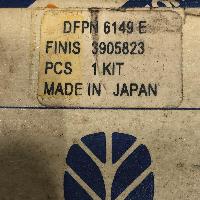 DFPN 6149 E
FINIS 3905823
PCS 1 KIT
MADE IN JAPAN